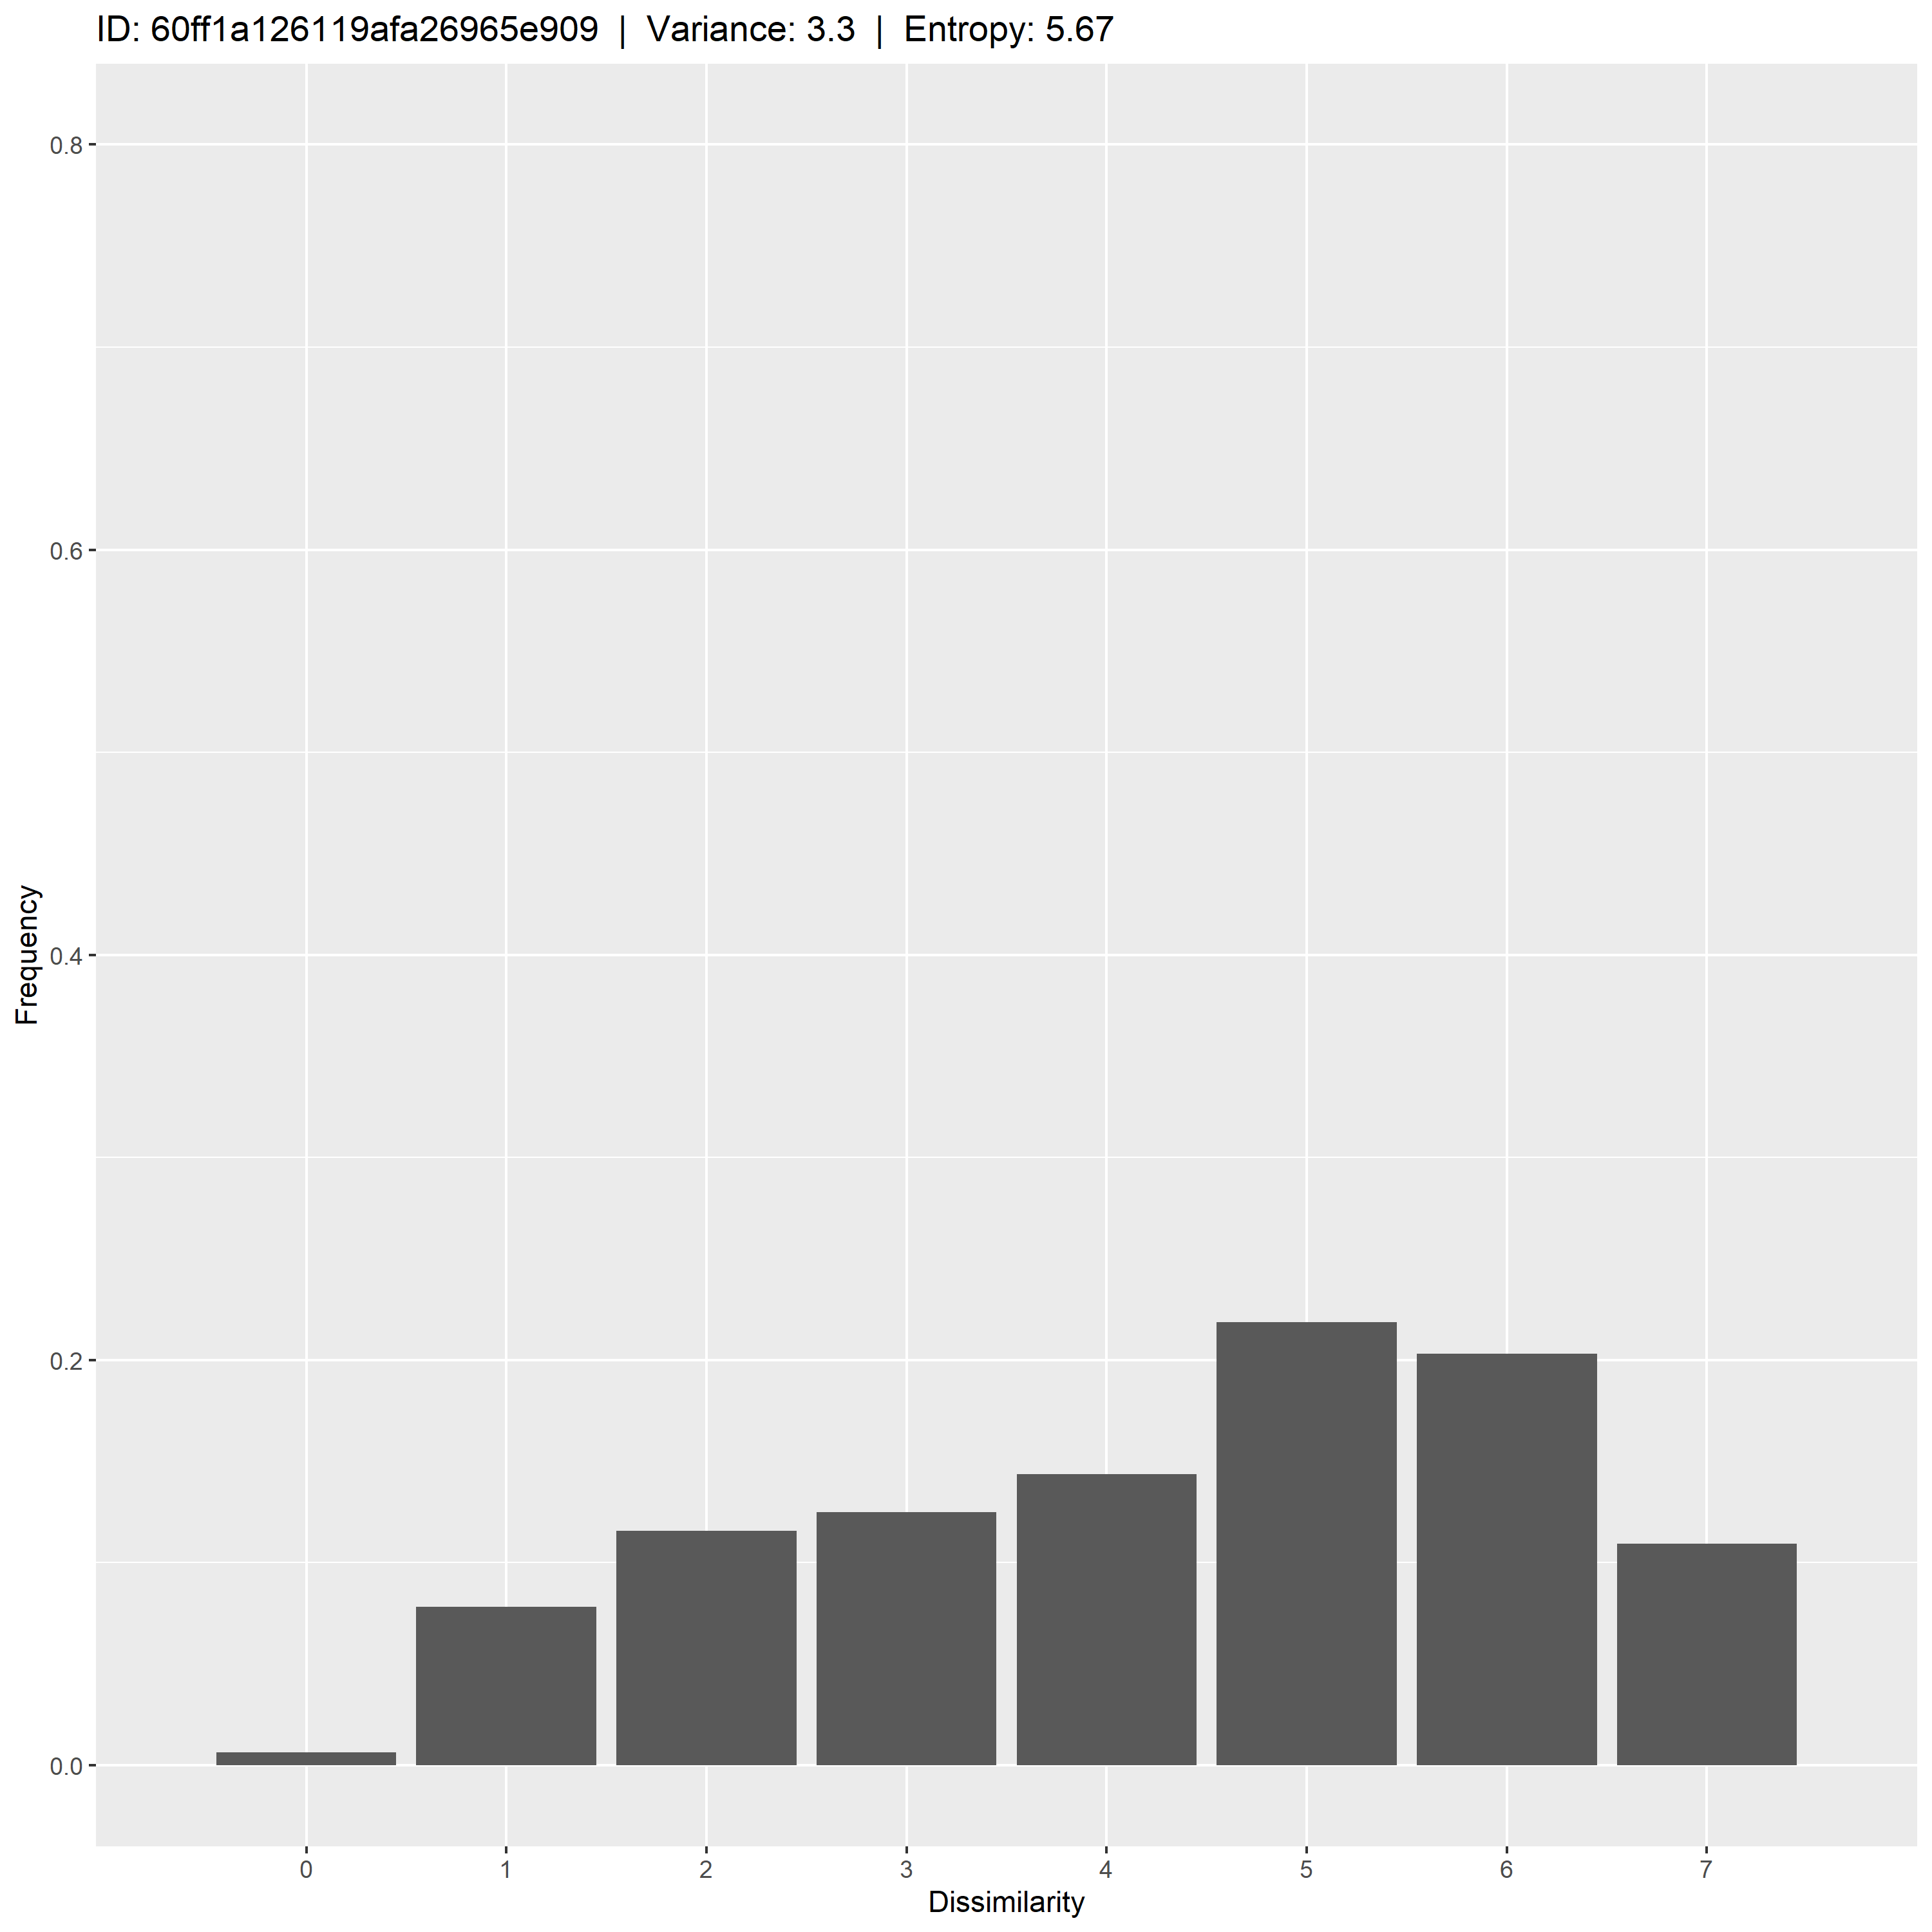 ID: 60ff1a126119afa26965e909 | Variance: 3.3 | Entropy: 5.67
Frequency
0.8
0.6
0.4
0.2
0.0
0 1 2 3 4 5 6 7
Dissimilarity